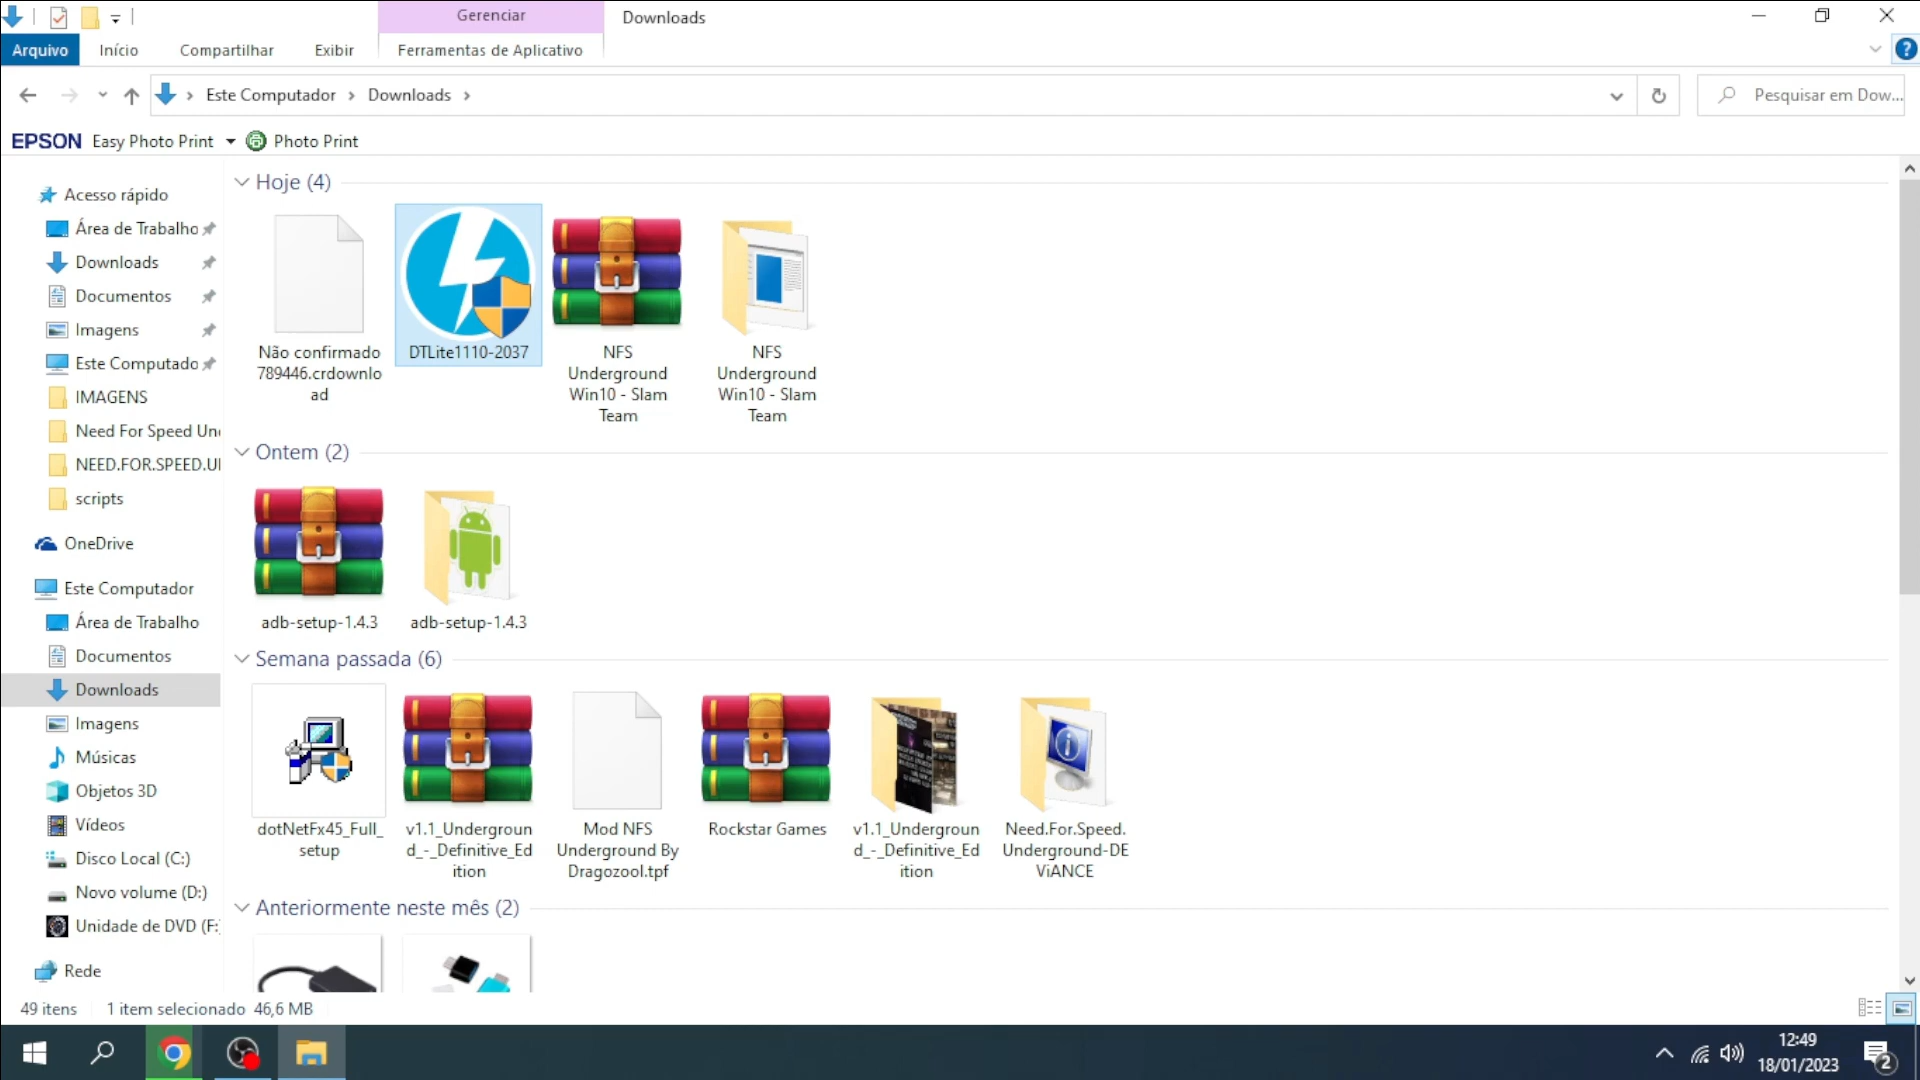 Gerenciar
Downloads
Arquivo
Início
Compartilhar
Exibir
Ferramentas de Aplicativo
Este Computador
Downloads
Pesquisar em Dow...
EPSON Easy Photo Print
Photo Print
Acesso rápido
Área de Trabalho
Downloads
Documentos
Imagens
Este Computado
IMAGENS
Need For Speed Un
NEED.FOR.SPEED.U
scripts
OneDrive
Este Computador
Área de Trabalho
Documentos
Downloads
Imagens
Músicas
Objetos 3D
Vídeos
Disco Local (C:)
Novo volume (D:)
Unidade de DVD (F:
Rede
Hoje (4)
Não confirmado
789446.crdownlo
ad
DTLite1110-2037
NFS
Underground
Win10 - Slam
Team
NFS
Underground
Win10 - Slam
Team
Ontem (2)
adb-setup-1.4.3
adb-setup-1.4.3
Semana passada (6)
dotNetFx45_Full_
setup
v1.1_Undergroun
d_-_Definitive_Ed
ition
Mod NFS
Underground By
Dragozool.tpf
Rockstar Games
v1.1_Undergroun
d_-_Definitive_Ed
ition
Need.For.Speed.
Underground-DE
ViANCE
Anteriormente neste mês (2)
49 itens
1 item selecionado 46,6 MB
12:49
18/01/2023
2